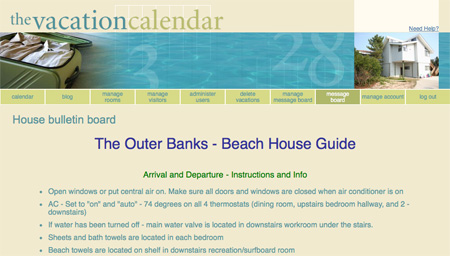 thevacationcalendar
Need Help?
3 28
calendar
blog
manage
rooms
manage
visitors
administer
users
delete
vacations
manage
message board
message
board
manage account
log out
House bulletin board
The Outer Banks - Beach House Guide
Arrival and Departure - Instructions and Info
Open windows or put central air on. Make sure all doors and windows are closed when air conditioner is on
AC - Set to "on" and "auto" - 74 degrees on all 4 thermostats (dining room, upstairs bedroom hallway, and 2 -
downstairs)
If water has been turned off - main water valve is located in downstairs workroom under the stairs.
Sheets and bath towels are located in each bedroom
Beach towels are located on shelf in downstairs recreation/surfboard room